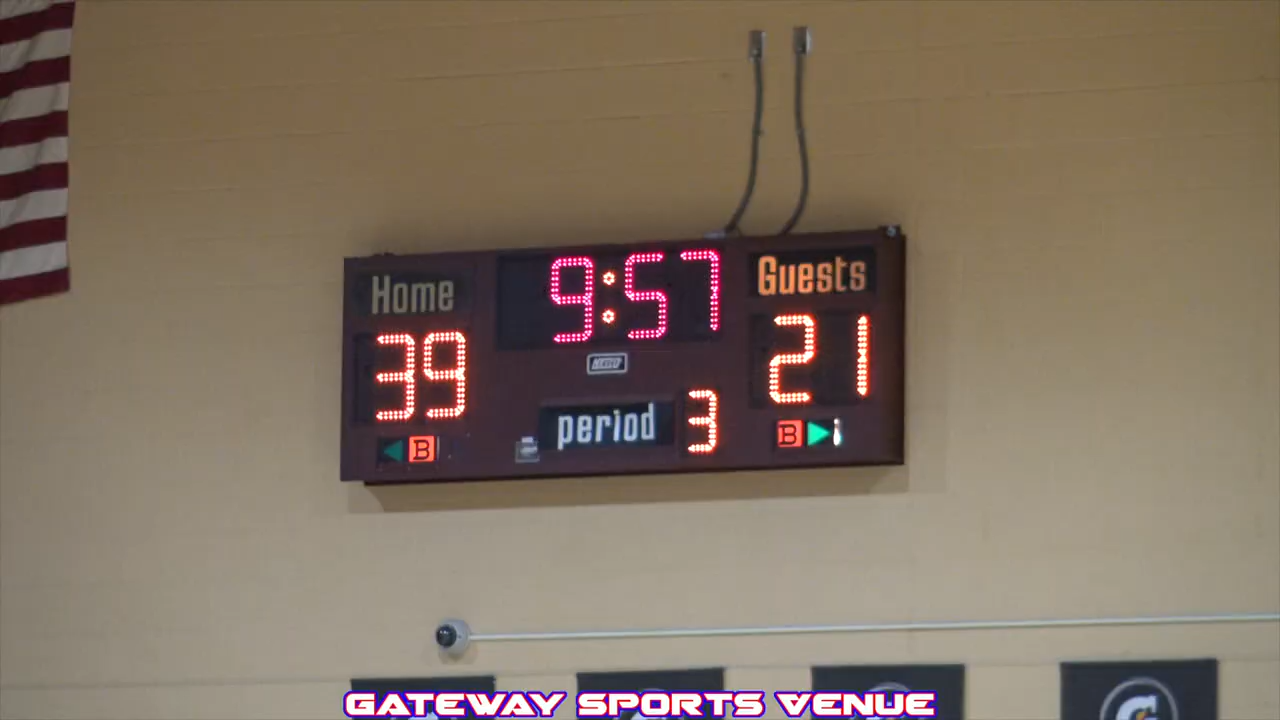 9:57
Home
Guests
39
21
period 3
B
B
G
GATEWAY SPORTS VENUE